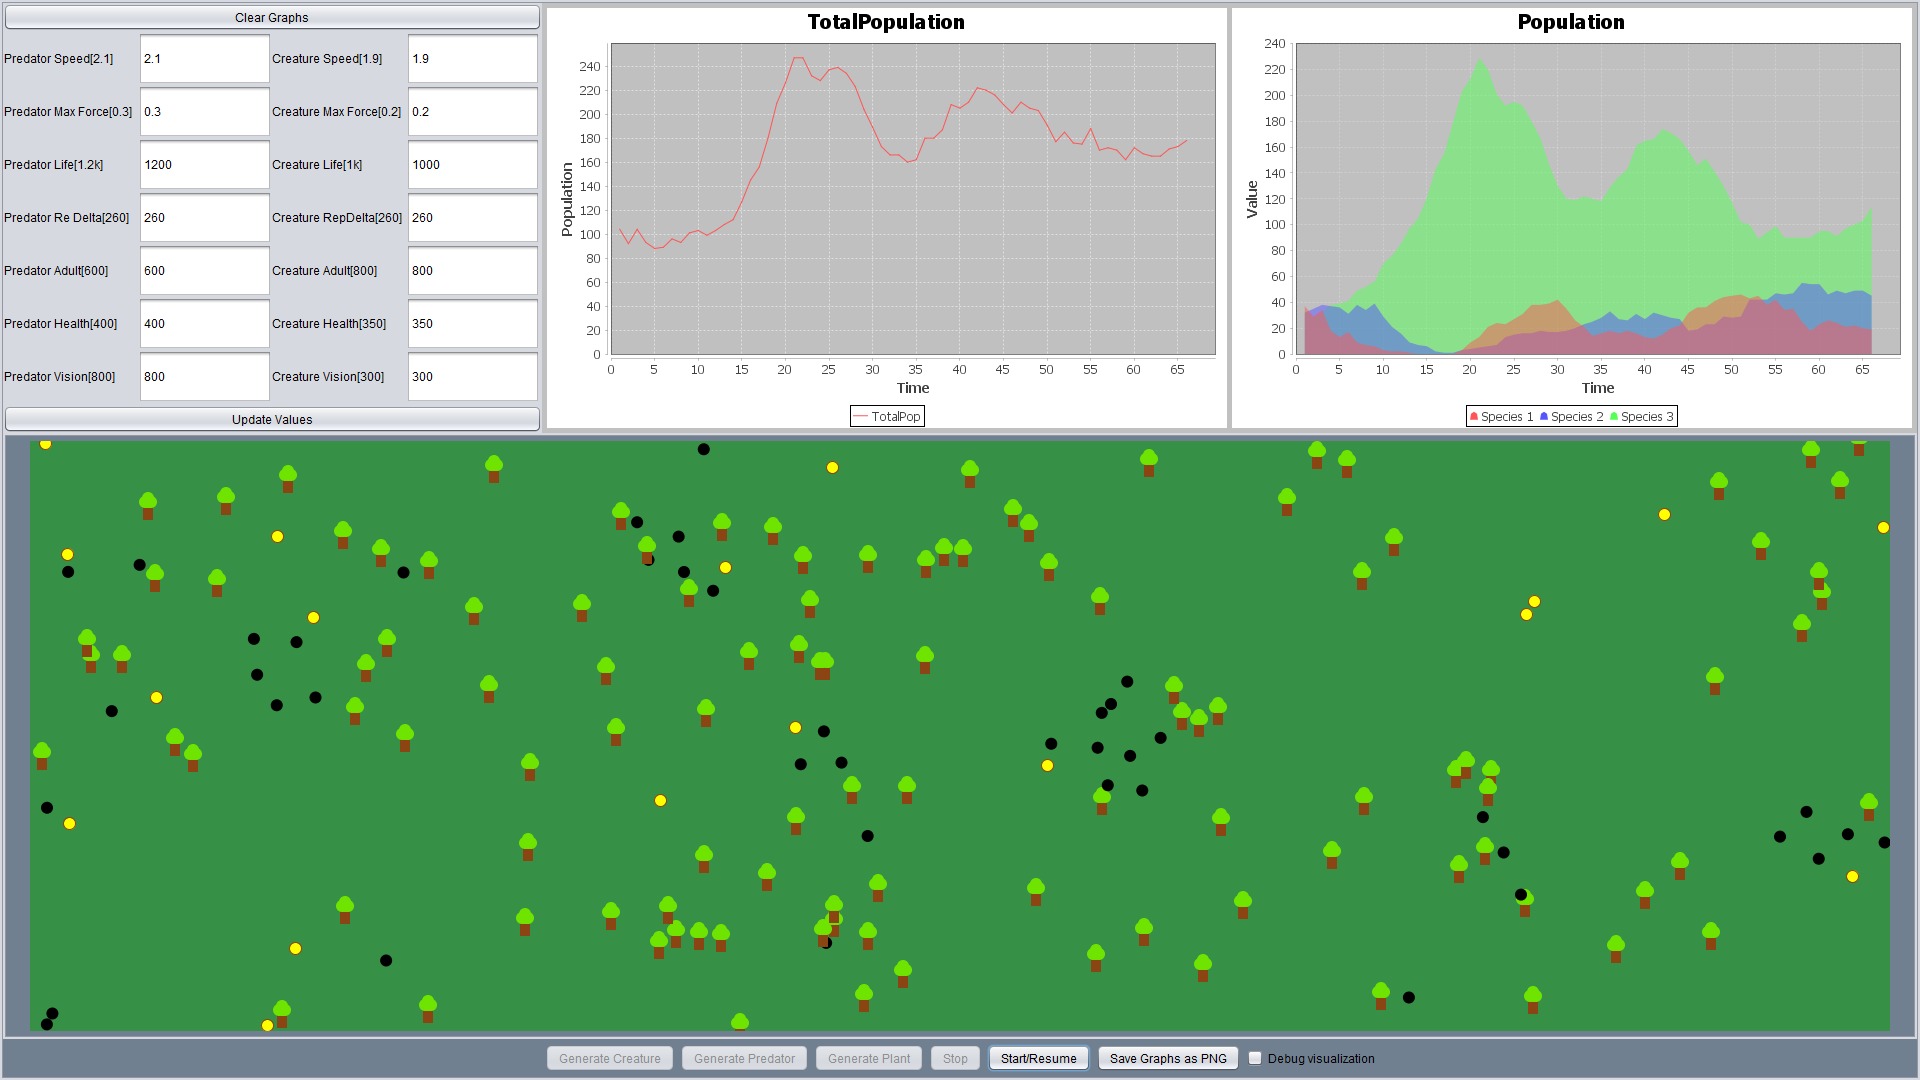 Clear Graphs
Predator Speed[2.1] 2.1 Creature Speed[1.9] 1.9
Predator Max Force[0.3] 0.3 Creature Max Force[0.2] 0.2
Predator Life[1.2k] 1200 Creature Life[1k] 1000
Predator Re Delta[260] 260 Creature RepDelta[260] 260
Predator Adult[600] 600 Creature Adult[800] 800
Predator Health[400] 400 Creature Health[350] 350
Predator Vision[800] 800 Creature Vision[300] 300
Update Values
TotalPopulation
Population
240
220
200
180
160
140
120
100
80
60
40
20
0
0 5 10 15 20 25 30 35 40 45 50 55 60 65
Time
TotalPop
Population
Value
240
220
200
180
160
140
120
100
80
60
40
20
0
0 5 10 15 20 25 30 35 40 45 50 55 60 65
Time
Species 1 Species 2 Species 3
Generate Creature Generate Predator Generate Plant Stop Start/Resume Save Graphs as PNG Debug visualization